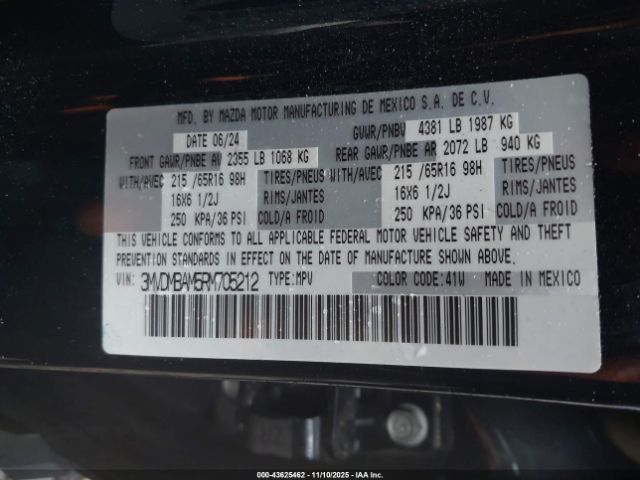 MFD. BY MAZDA MOTOR MANUFACTURING DE MEXICO S.A. DE C.V.
DATE 06/24 GVWR/PNBV 4381 LB 1987 KG
FRONT GAWR/PNBE AV 2355 LB 1068 KG REAR GAWR/PNBE AR 2072 LB 940 KG
WITH/AVEC 215 /65R16 98H TIRES/PNEUS WITH/AVEC 215 /65R16 98H TIRES/PNEUS
16X6 1/2J RIMS/JANTES 16X6 1/2J RIMS/JANTES
250 KPA/36 PSI COLD/A FROID 250 KPA/36 PSI COLD/A FROID
THIS VEHICLE CONFORMS TO ALL APPLICABLE FEDERAL MOTOR VEHICLE SAFETY AND THEFT
PREVENTION STANDARDS IN EFFECT ON THE DATE OF MANUFACTURE SHOWN ABOVE.
VIN: 3MVDMBAM5RM705212 TYPE:MPV COLOR CODE:41W MADE IN MEXICO
000-43625462 - 11/10/2025 - IAA Inc.